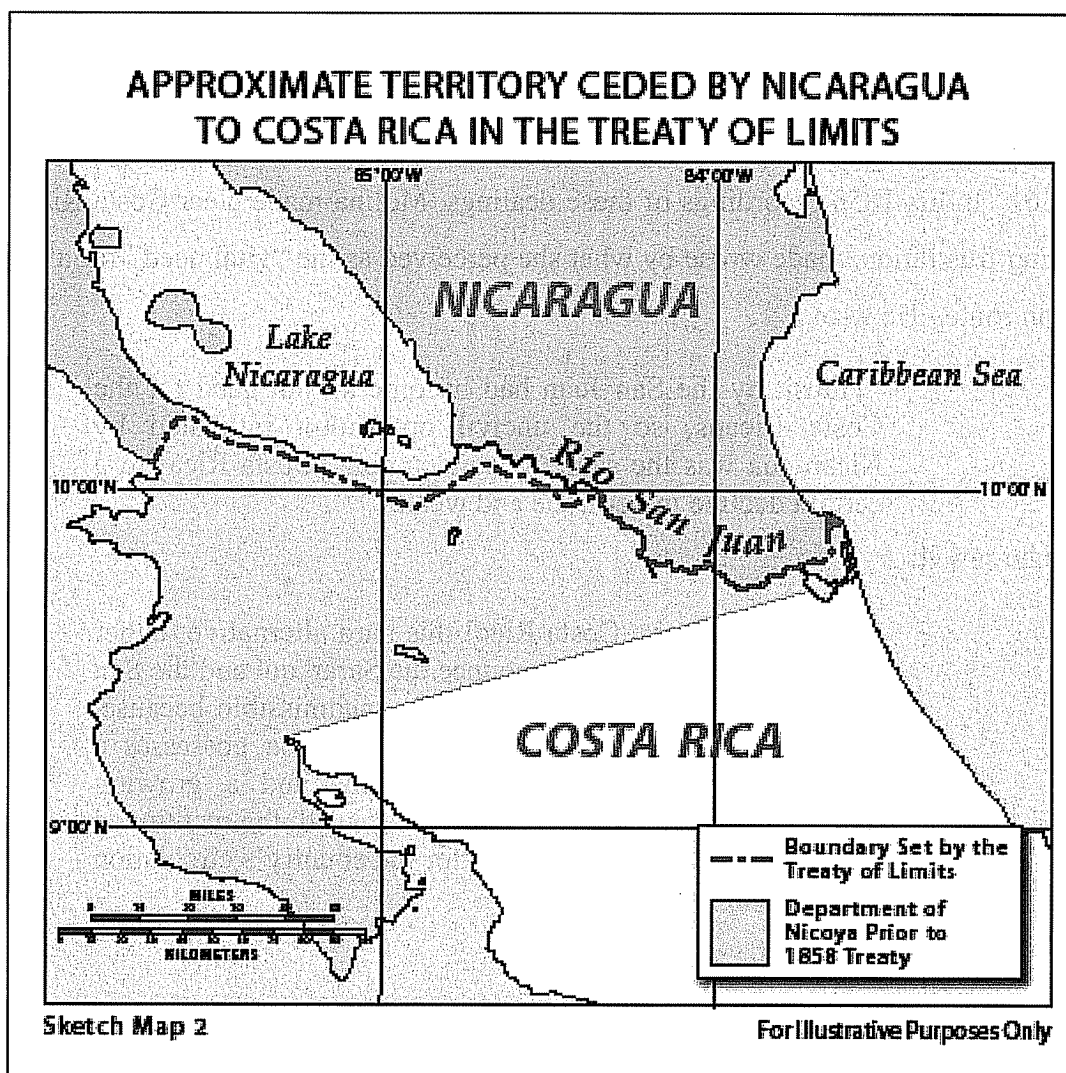 APPROXIMATE TERRITORY CEDED BY NICARAGUA
TO COSTA RICA IN THE TREATY OF LIMITS
85°00'W
84°00'W
NICARAGUA
Lake
Nicaragua
Caribbean Sea
10°00'N
Río San Juan
10°00'N
COSTA RICA
9°00'N
MILES
KILOMETERS
Boundary Set by the
Treaty of Limits
Department of
Nicoya Prior to
1858 Treaty
Sketch Map 2
For Illustrative Purposes Only